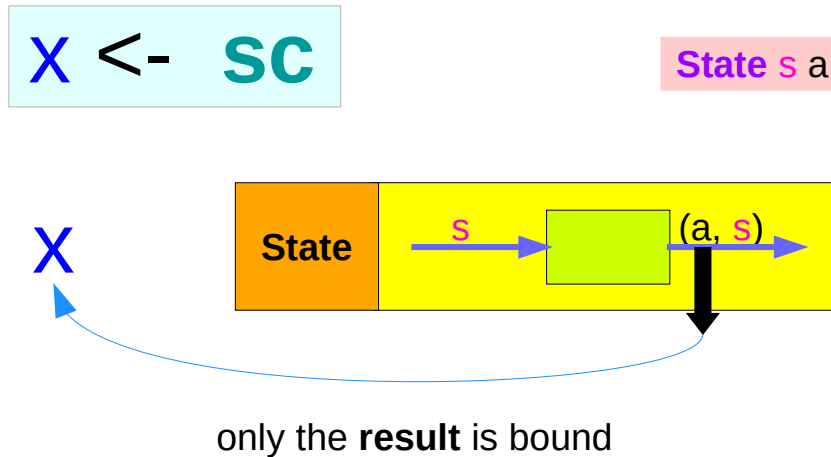 x <- sc
State s a
x
State
s
(a, s)
only the result is bound